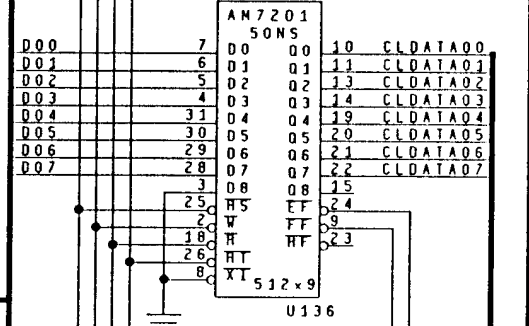 AM7201
50NS
D00 7 D0 Q0 10 CLDATA00
D01 6 D1 Q1 11 CLDATA01
D02 5 D2 Q2 13 CLDATA02
D03 4 D3 Q3 14 CLDATA03
D04 31 D4 Q4 19 CLDATA04
D05 30 D5 Q5 20 CLDATA05
D06 29 D6 Q6 21 CLDATA06
D07 28 D7 Q7 22 CLDATA07
3 D8 Q8 15
25 RS EF 24
2 W FF 9
18 R HF 23
26 RT
8 XI 512x9
U136